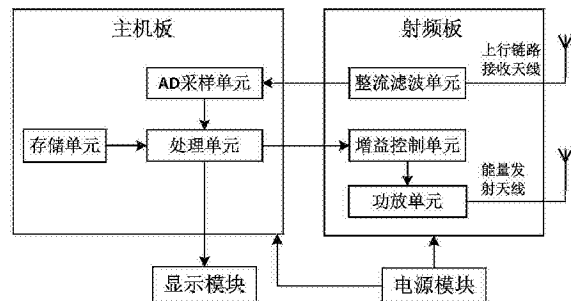 主机板
射频板
上行链路
接收天线
AD采样单元
整流滤波单元
存储单元
处理单元
增益控制单元
能量发
射天线
功放单元
显示模块
电源模块